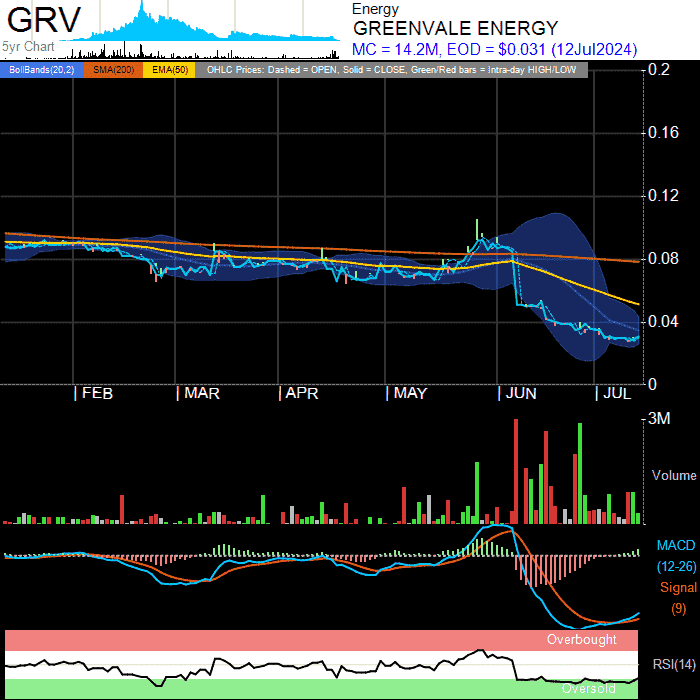 GRV
5yr Chart
Energy
GREENVALE ENERGY
MC = 14.2M, EOD = $0.031 (12Jul2024)
BollBands(20,2) SMA(200) EMA(50) OHLC Prices: Dashed = OPEN, Solid = CLOSE, Green/Red bars = Intra-day HIGH/LOW
0.2
0.16
0.12
0.08
0.04
0
| FEB | MAR | APR | MAY | JUN | JUL
3M
Volume
MACD
(12-26)
Signal
(9)
Overbought
RSI(14)
Oversold